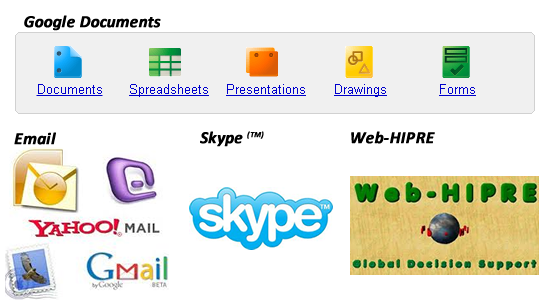 Google Documents
Documents Spreadsheets Presentations Drawings Forms
Email Skype (TM) Web-HIPRE
YAHOO! MAIL
skype TM
Web-HIPRE
Global Decision Support
Gmail
by Google BETA